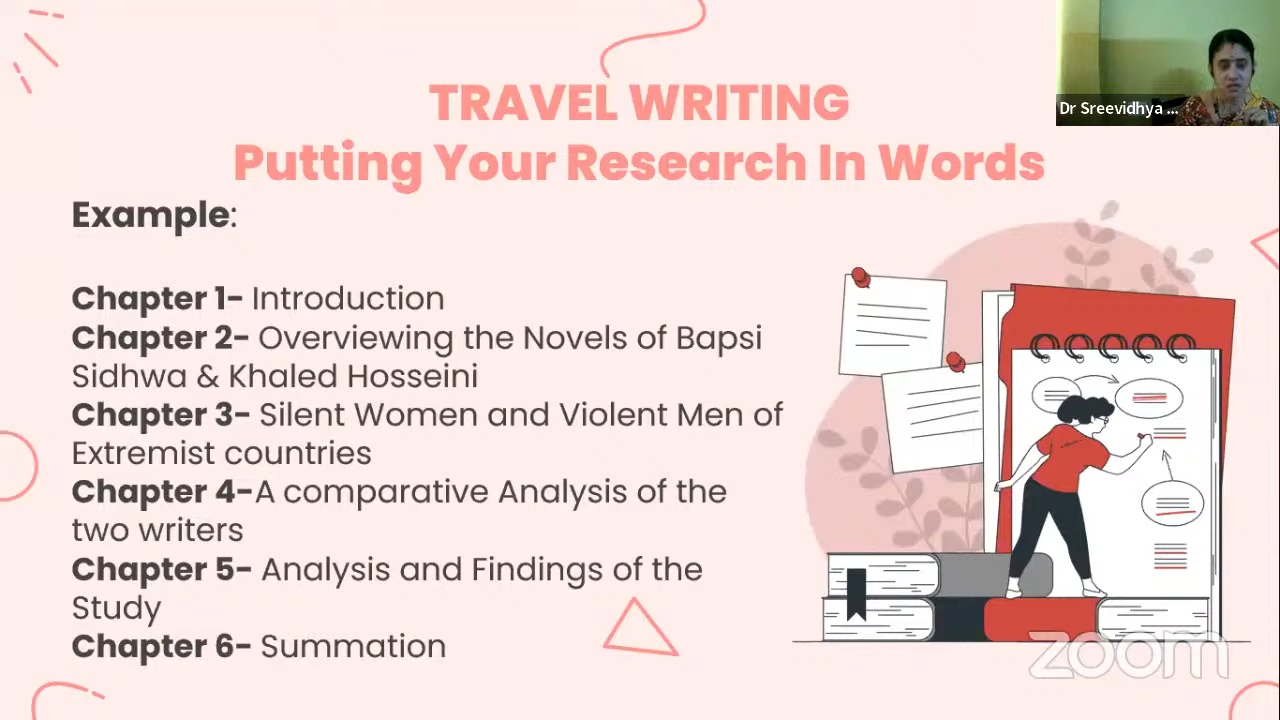 TRAVEL WRITING
Putting Your Research In Words
Dr Sreevidhya ...
Example:
Chapter 1- Introduction
Chapter 2- Overviewing the Novels of Bapsi
Sidhwa & Khaled Hosseini
Chapter 3- Silent Women and Violent Men of
Extremist countries
Chapter 4-A comparative Analysis of the
two writers
Chapter 5- Analysis and Findings of the
Study
Chapter 6- Summation
zoom